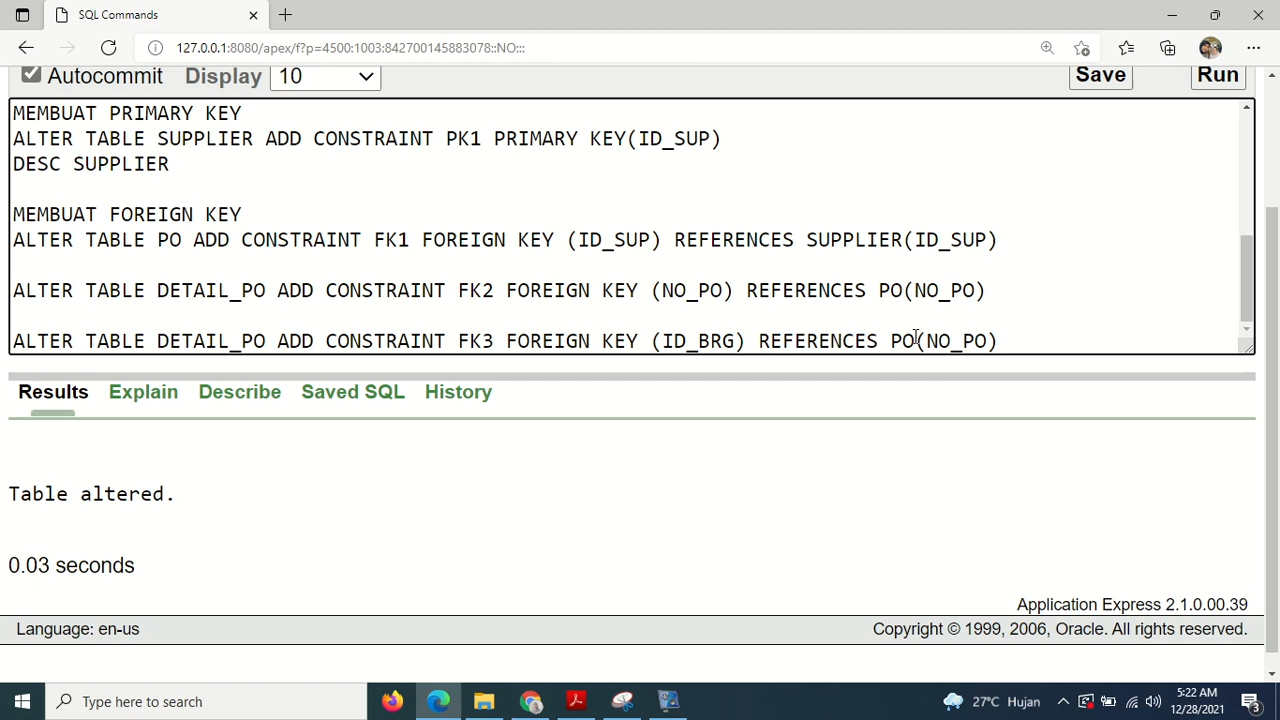 SQL Commands
127.0.0.1:8080/apex/f?p=4500:1003:842700145883078::NO:::
Autocommit Display 10 Save Run
MEMBUAT PRIMARY KEY
ALTER TABLE SUPPLIER ADD CONSTRAINT PK1 PRIMARY KEY(ID_SUP)
DESC SUPPLIER
MEMBUAT FOREIGN KEY
ALTER TABLE PO ADD CONSTRAINT FK1 FOREIGN KEY (ID_SUP) REFERENCES SUPPLIER(ID_SUP)
ALTER TABLE DETAIL_PO ADD CONSTRAINT FK2 FOREIGN KEY (NO_PO) REFERENCES PO(NO_PO)
ALTER TABLE DETAIL_PO ADD CONSTRAINT FK3 FOREIGN KEY (ID_BRG) REFERENCES PO(NO_PO)
Results Explain Describe Saved SQL History
Table altered.
0.03 seconds
Application Express 2.1.0.00.39
Language: en-us Copyright © 1999, 2006, Oracle. All rights reserved.
Type here to search
27°C Hujan
5:22 AM
12/28/2021
3